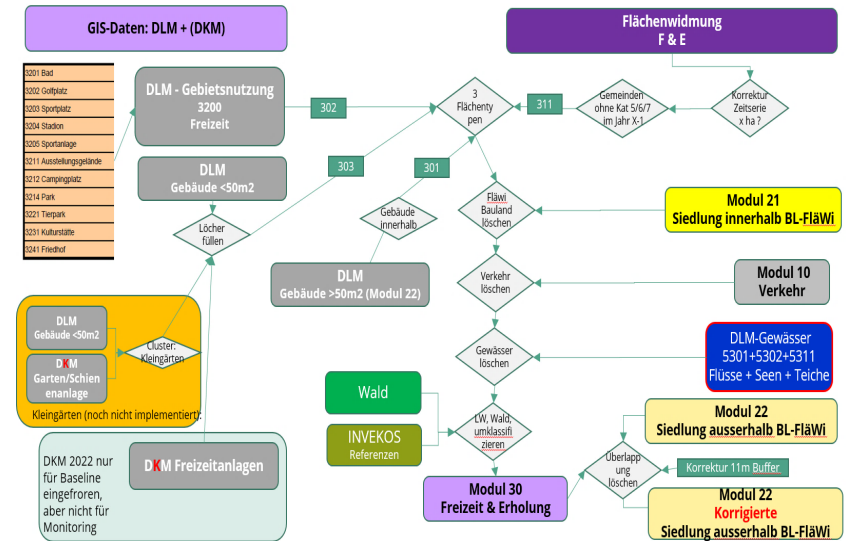 GIS-Daten: DLM + (DKM)
Flächenwidmung
F & E
3201 Bad
3202 Golfplatz
3203 Sportplatz
3204 Stadion
3205 Sportanlage
3211 Ausstellungsgelände
3212 Campingplatz
3214 Park
3221 Tierpark
3231 Kulturstätte
3241 Friedhof
DLM - Gebietsnutzung
3200
Freizeit
302
3
Flächenty
pen
311
Gemeinden
ohne Kat 5/6/7
im Jahr X-1
Korrektur
Zeitserie
x ha ?
DLM
Gebäude <50m2
303
301
Löcher
füllen
Gebäude
innerhalb
Fläwi
Bauland
löschen
Modul 21
Siedlung innerhalb BL-FläWi
DLM
Gebäude >50m2 (Modul 22)
Verkehr
löschen
Modul 10
Verkehr
DLM
Gebäude <50m2
DKM
Garten/Schien
enanlage
Cluster:
Kleingärten
Kleingärten (noch nicht implementiert):
Gewässer
löschen
DLM-Gewässer
5301+5302+5311
Flüsse + Seen + Teiche
Wald
INVEKOS
Referenzen
LW, Wald,
umklassifi
zieren
Modul 22
Siedlung ausserhalb BL-FläWi
DKM 2022 nur
für Baseline
eingefroren,
aber nicht für
Monitoring
DKM Freizeitanlagen
Modul 30
Freizeit & Erholung
Überlapp
ung
löschen
Korrektur 11m Buffer
Modul 22
Korrigierte
Siedlung ausserhalb BL-FläWi